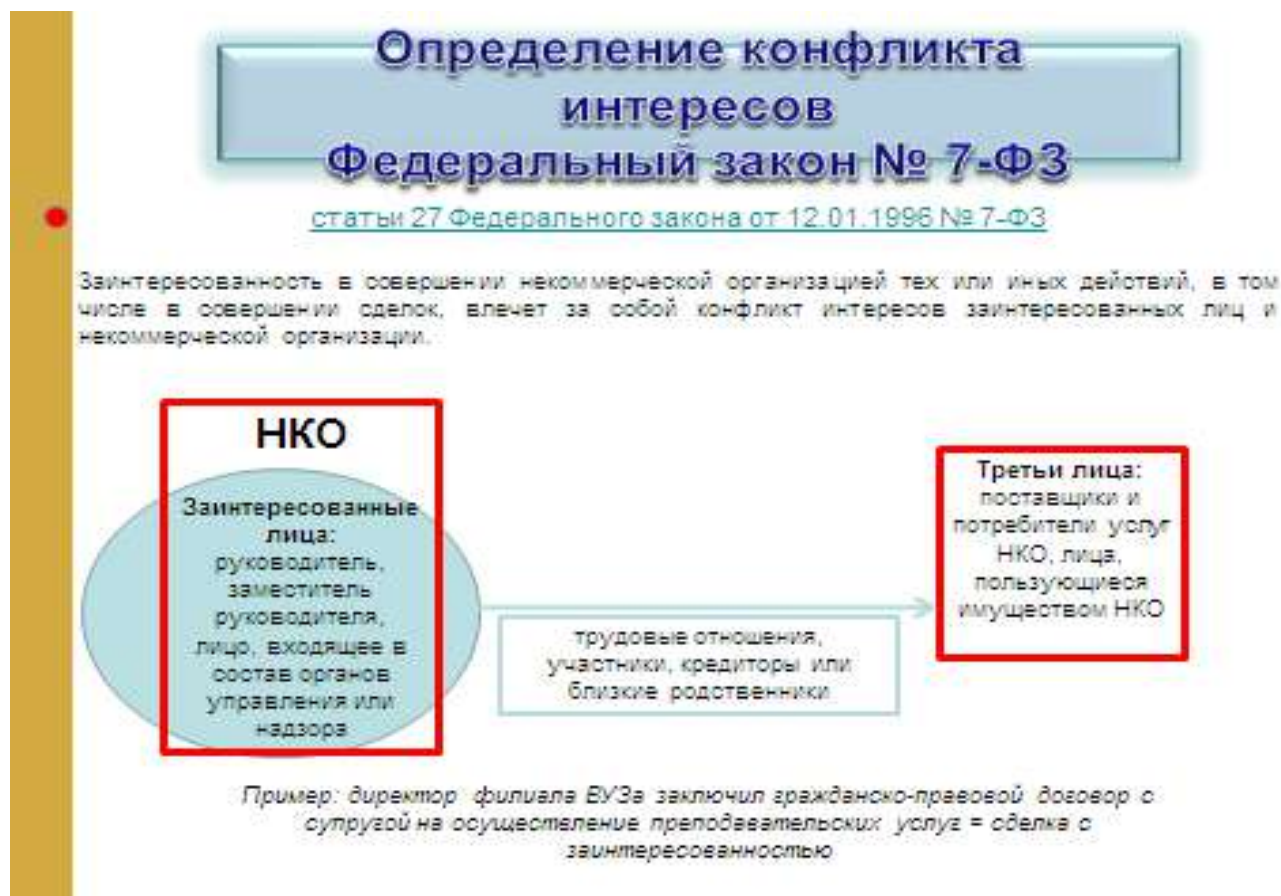 Определение конфликта
интересов
Федеральный закон № 7-ФЗ
статьи 27 Федерального закона от 12.01.1996 № 7-ФЗ
Заинтересованность в совершении некоммерческой организацией тех или иных действий, в том
числе в совершении сделок, влечет за собой конфликт интересов заинтересованных лиц и
некоммерческой организации.
НКО
Заинтересованные
лица:
руководитель,
заместитель
руководителя,
лицо, входящее в
состав органов
управления или
надзора
трудовые отношения,
участники, кредиторы или
близкие родственники
Третьи лица:
поставщики и
потребители услуг
НКО, лица,
пользующиеся
имуществом НКО
Пример: директор филиала ВУЗа заключил гражданско-правовой договор с
супругой на осуществление преподавательских услуг = сделка с
заинтересованностью